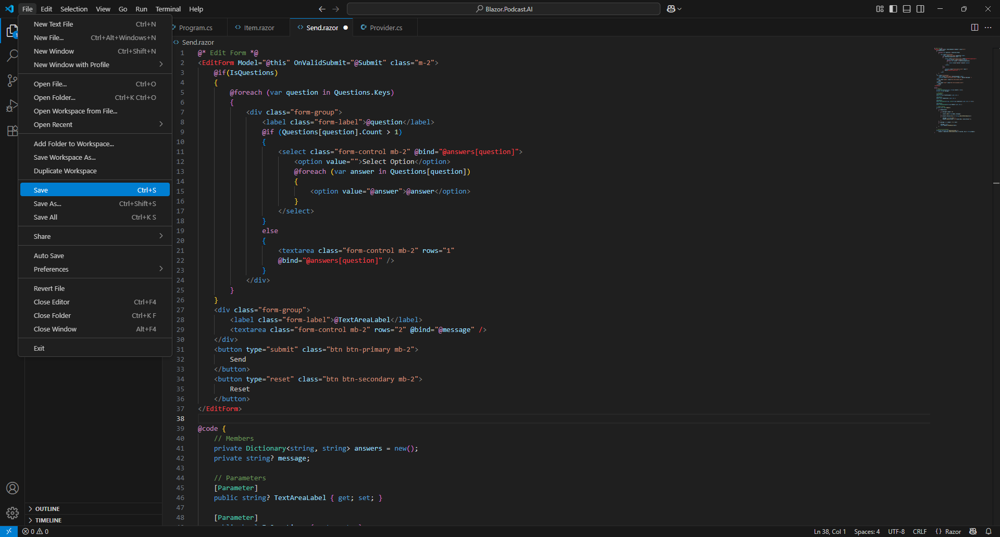 File Edit Selection View Go Run Terminal Help
Blazor.Podcast.AI
New Text File Ctrl+N
New File... Ctrl+Alt+Windows+N
New Window Ctrl+Shift+N
New Window with Profile
Open File... Ctrl+O
Open Folder... Ctrl+K Ctrl+O
Open Workspace from File...
Open Recent
Add Folder to Workspace...
Save Workspace As...
Duplicate Workspace
Save Ctrl+S
Save As... Ctrl+Shift+S
Save All Ctrl+K S
Share
Auto Save
Preferences
Revert File
Close Editor Ctrl+F4
Close Folder Ctrl+K F
Close Window Alt+F4
Exit
OUTLINE
TIMELINE
Program.cs Item.razor Send.razor Provider.cs
Send.razor
1 @* Edit Form *@
2 <EditForm Model="@this" OnValidSubmit="@Submit" class="m-2">
3 @if(IsQuestions)
4 {
5 @foreach (var question in Questions.Keys)
6 {
7 <div class="form-group">
8 <label class="form-label">@question</label>
9 @if (Questions[question].Count > 1)
10 {
11 <select class="form-control mb-2" @bind="@answers[question]">
12 <option value="">Select Option</option>
13 @foreach (var answer in Questions[question])
14 {
15 <option value="@answer">@answer</option>
16 }
17 </select>
18 }
19 else
20 {
21 <textarea class="form-control mb-2" rows="1"
22 @bind="@answers[question]" />
23 }
24 </div>
25 }
26 }
27 <div class="form-group">
28 <label class="form-label">@TextAreaLabel</label>
29 <textarea class="form-control mb-2" rows="2" @bind="@message" />
30 </div>
31 <button type="submit" class="btn btn-primary mb-2">
32 Send
33 </button>
34 <button type="reset" class="btn btn-secondary mb-2">
35 Reset
36 </button>
37 </EditForm>
38
39 @code {
40 // Members
41 private Dictionary<string, string> answers = new();
42 private string? message;
43
44 // Parameters
45 [Parameter]
46 public string? TextAreaLabel { get; set; }
47
48 [Parameter]
0 0
Ln 38, Col 1 Spaces: 4 UTF-8 CRLF { } Razor